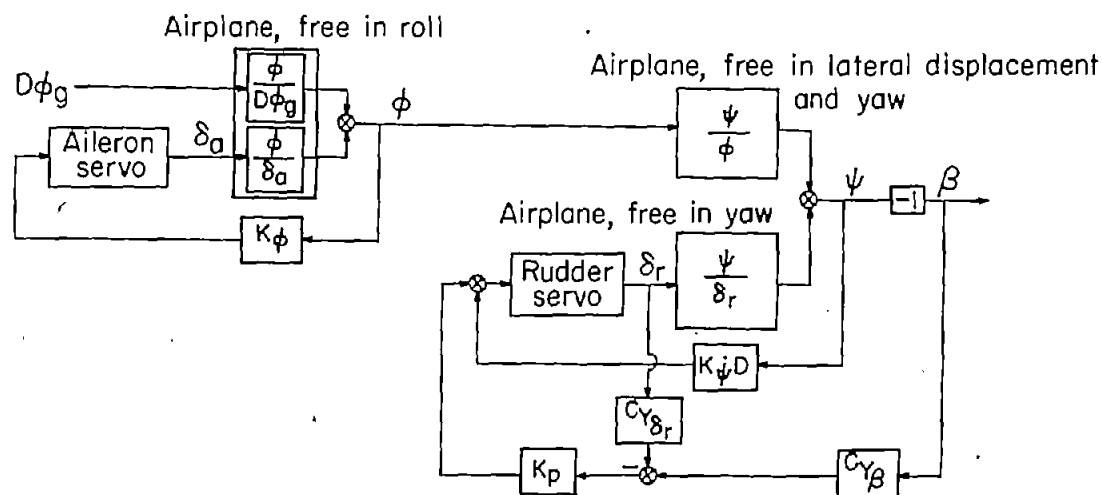 Airplane, free in roll
Airplane, free in lateral displacement
and yaw
Dϕg
ϕ
Dϕg
ϕ
Aileron
servo
δa
ϕ
δa
ψ
ϕ
Kϕ
ψ
-1
β
Airplane, free in yaw
Rudder
servo
δr
ψ
δr
Kψ̇D
CYδr
Kp
–
CYβ